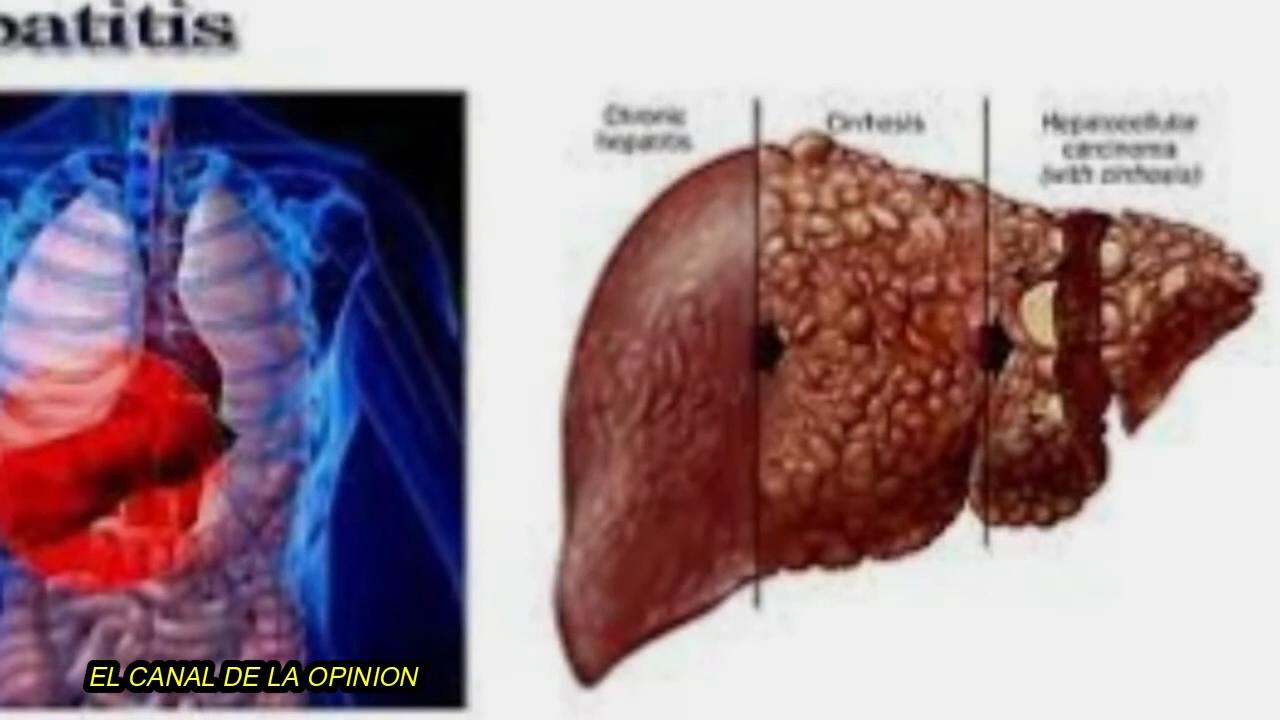 patitis
Chronic
hepatitis
Cirrhosis
Hepatocellular
carcinoma
(with cirrhosis)
EL CANAL DE LA OPINION